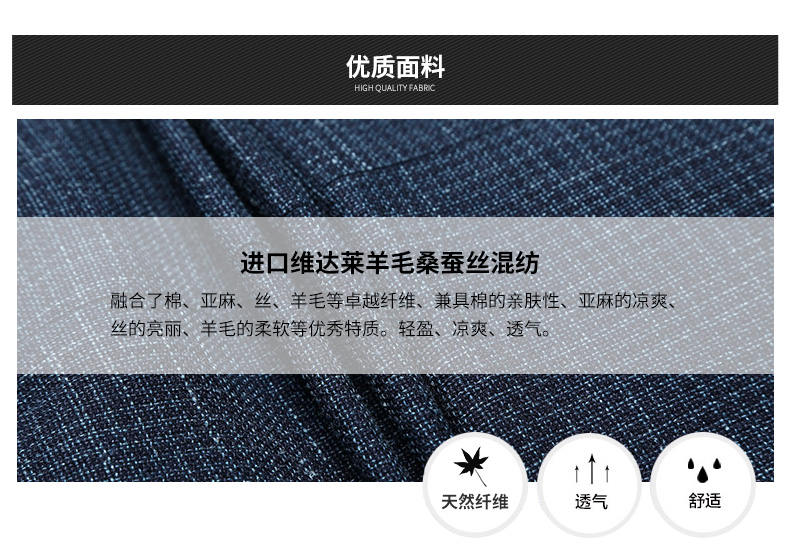 优质面料
HIGH QUALITY FABRIC
进口维达莱羊毛桑蚕丝混纺
融合了棉、亚麻、丝、羊毛等卓越纤维、兼具棉的亲肤性、亚麻的凉爽、
丝的亮丽、羊毛的柔软等优秀特质。轻盈、凉爽、透气。
天然纤维
透气
舒适